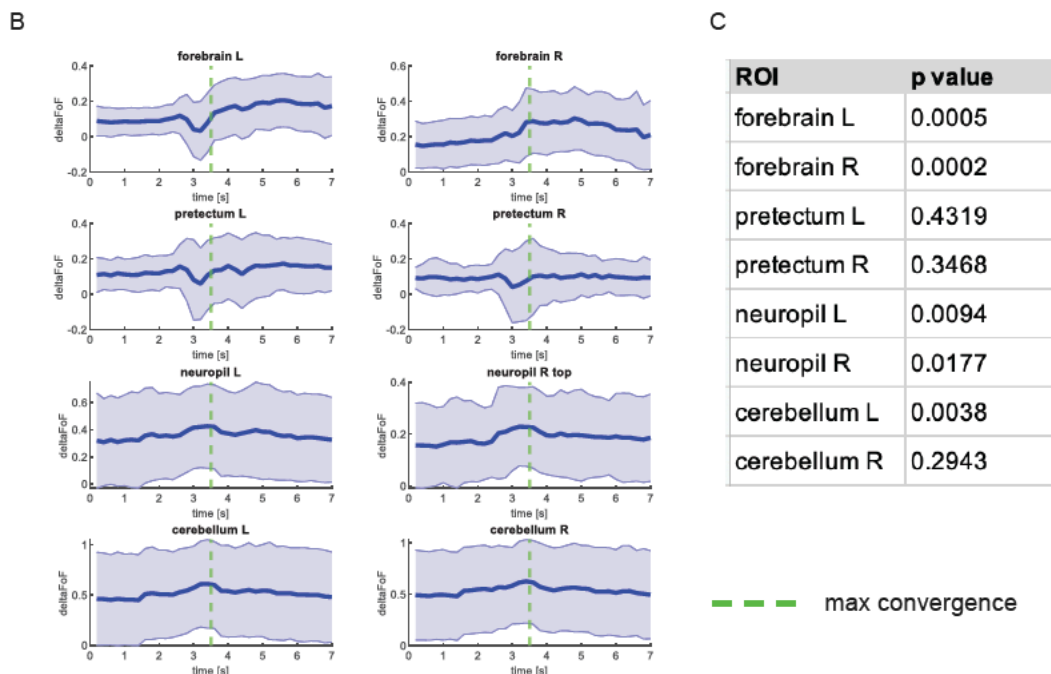 B
C
forebrain L
0.4
0.2
0
-0.2
deltaFoF
0 1 2 3 4 5 6 7
time [s]
forebrain R
0.6
0.4
0.2
0
deltaFoF
0 1 2 3 4 5 6 7
time [s]
pretectum L
0.4
0.2
0
-0.2
deltaFoF
0 1 2 3 4 5 6 7
time [s]
pretectum R
0.4
0.2
0
-0.2
deltaFoF
0 1 2 3 4 5 6 7
time [s]
neuropil L
0.6
0.4
0.2
0
deltaFoF
0 1 2 3 4 5 6 7
time [s]
neuropil R top
0.4
0.2
0
deltaFoF
0 1 2 3 4 5 6 7
time [s]
cerebellum L
1
0.5
0
deltaFoF
0 1 2 3 4 5 6 7
time [s]
cerebellum R
1
0.5
0
deltaFoF
0 1 2 3 4 5 6 7
time [s]
ROI p value
forebrain L 0.0005
forebrain R 0.0002
pretectum L 0.4319
pretectum R 0.3468
neuropil L 0.0094
neuropil R 0.0177
cerebellum L 0.0038
cerebellum R 0.2943
max convergence